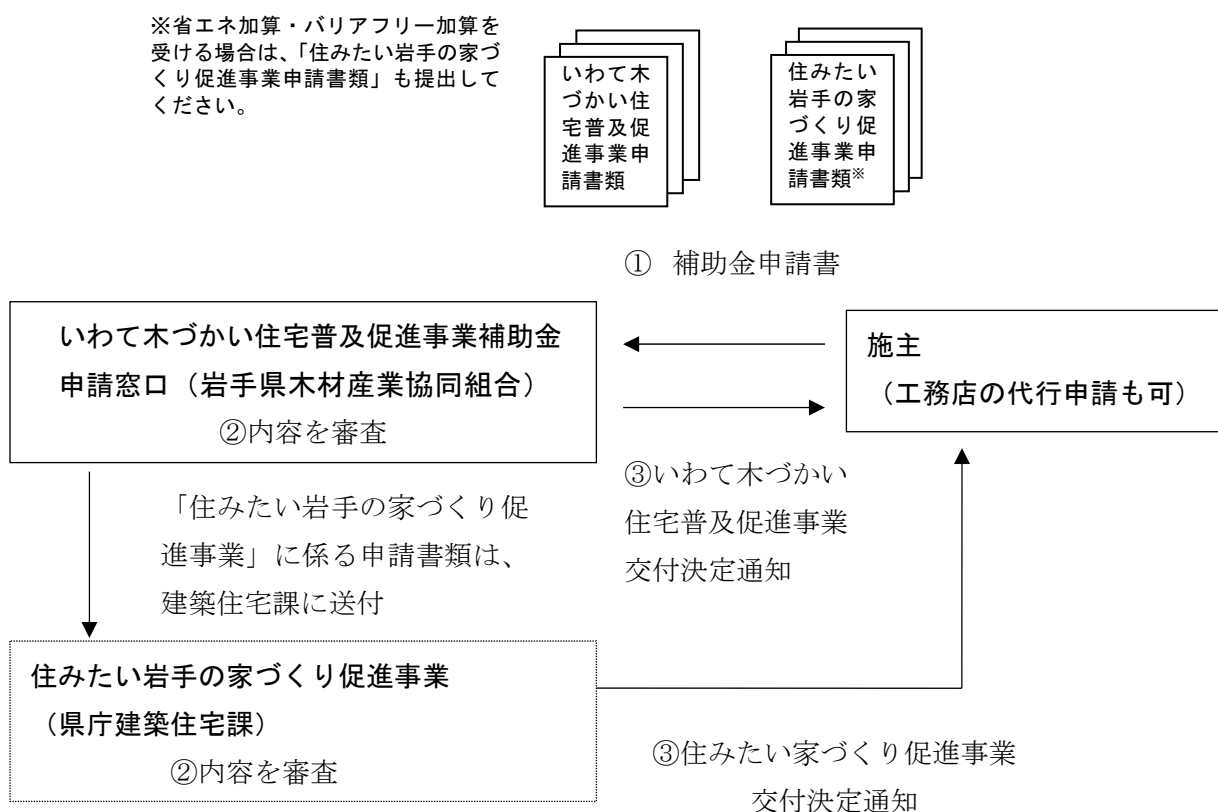 ※省エネ加算・バリアフリー加算を
受ける場合は、「住みたい岩手の家づ
くり促進事業申請書類」も提出して
ください。
いわて木
づかい住
宅普及促
進事業申
請書類
住みたい
岩手の家
づくり促
進事業申
請書類※
① 補助金申請書
いわて木づかい住宅普及促進事業補助金
申請窓口（岩手県木材産業協同組合）
②内容を審査
施主
（工務店の代行申請も可）
③いわて木づかい
住宅普及促進事業
交付決定通知
「住みたい岩手の家づくり促
進事業」に係る申請書類は、
建築住宅課に送付
住みたい岩手の家づくり促進事業
（県庁建築住宅課）
②内容を審査
③住みたい家づくり促進事業
交付決定通知